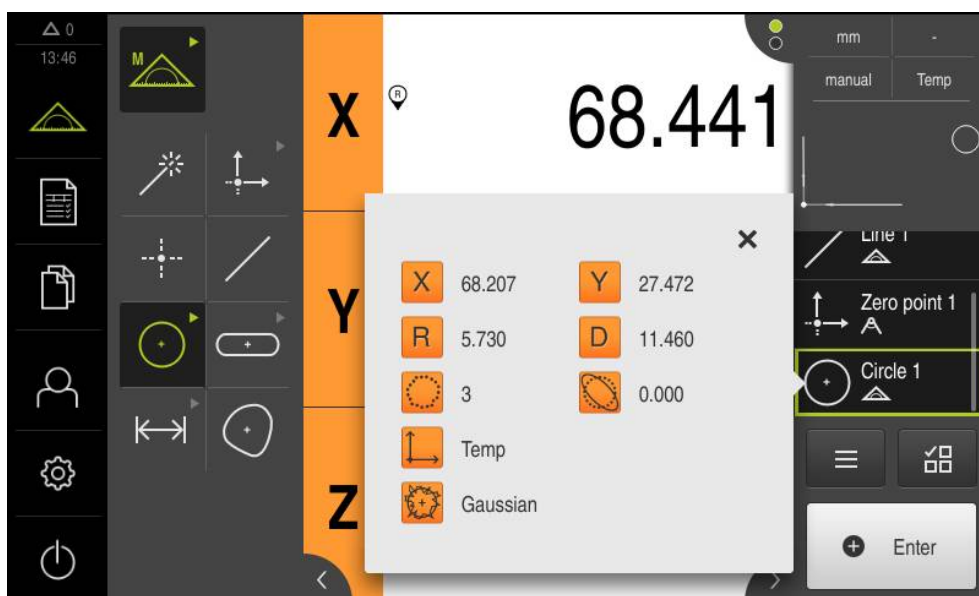 0
13:46
M
X
R
68.441
mm
-
manual
Temp
Y
Z
X 68.207
Y 27.472
R 5.730
D 11.460
3
0.000
Temp
Gaussian
Line 1
Zero point 1
Circle 1
Enter